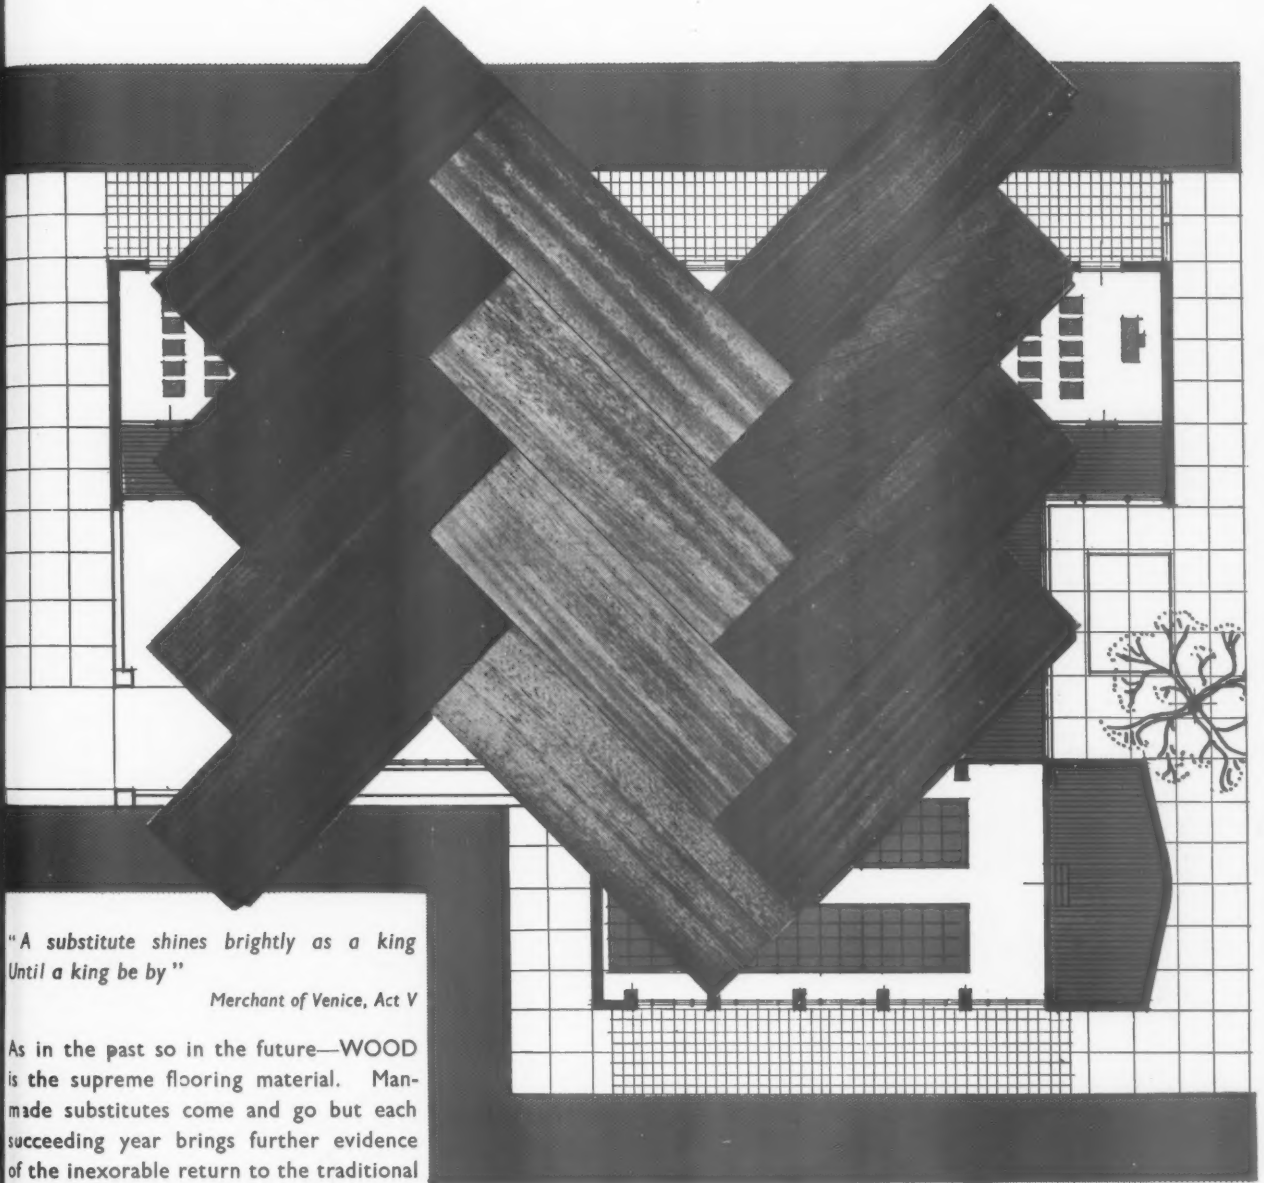 "A substitute shines brightly as a king
Until a king be by"
Merchant of Venice, Act V
As in the past so in the future—WOOD
is the supreme flooring material. Man-
made substitutes come and go but each
succeeding year brings further evidence
of the inexorable return to the traditional